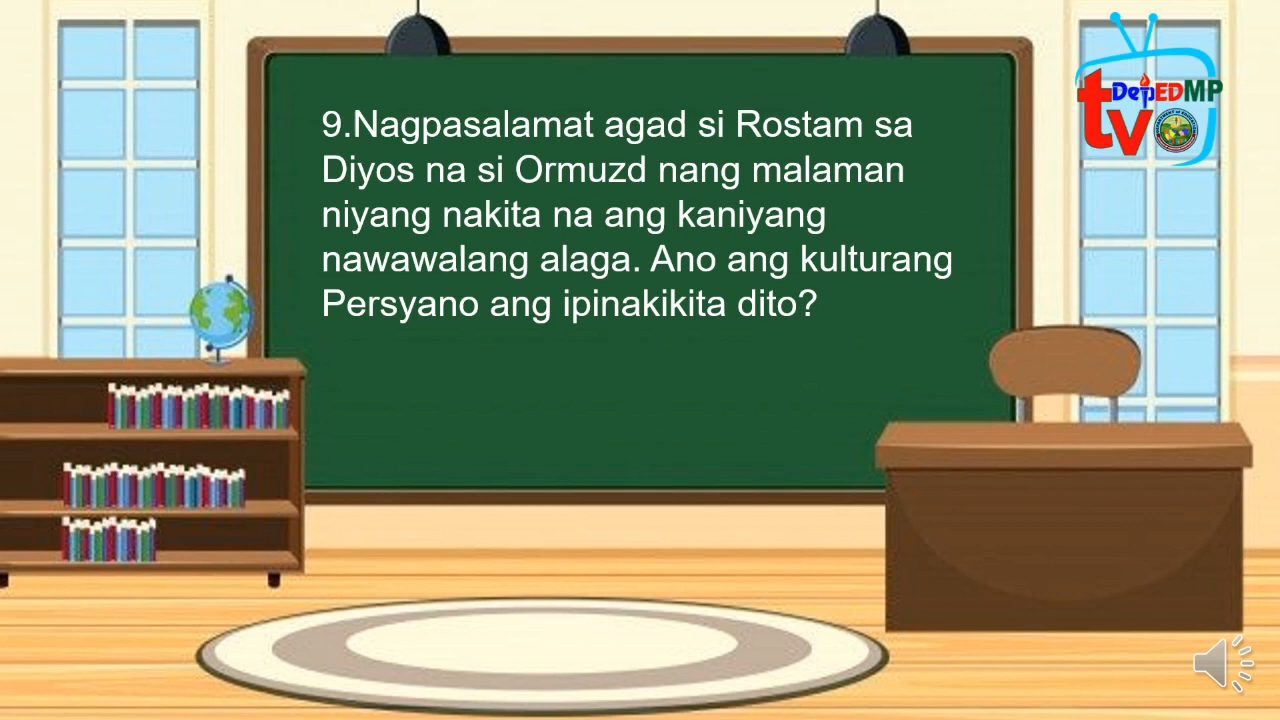 9.Nagpasalamat agad si Rostam sa
Diyos na si Ormuzd nang malaman
niyang nakita na ang kaniyang
nawawalang alaga. Ano ang kulturang
Persyano ang ipinakikita dito?
DepEDMP
tvo